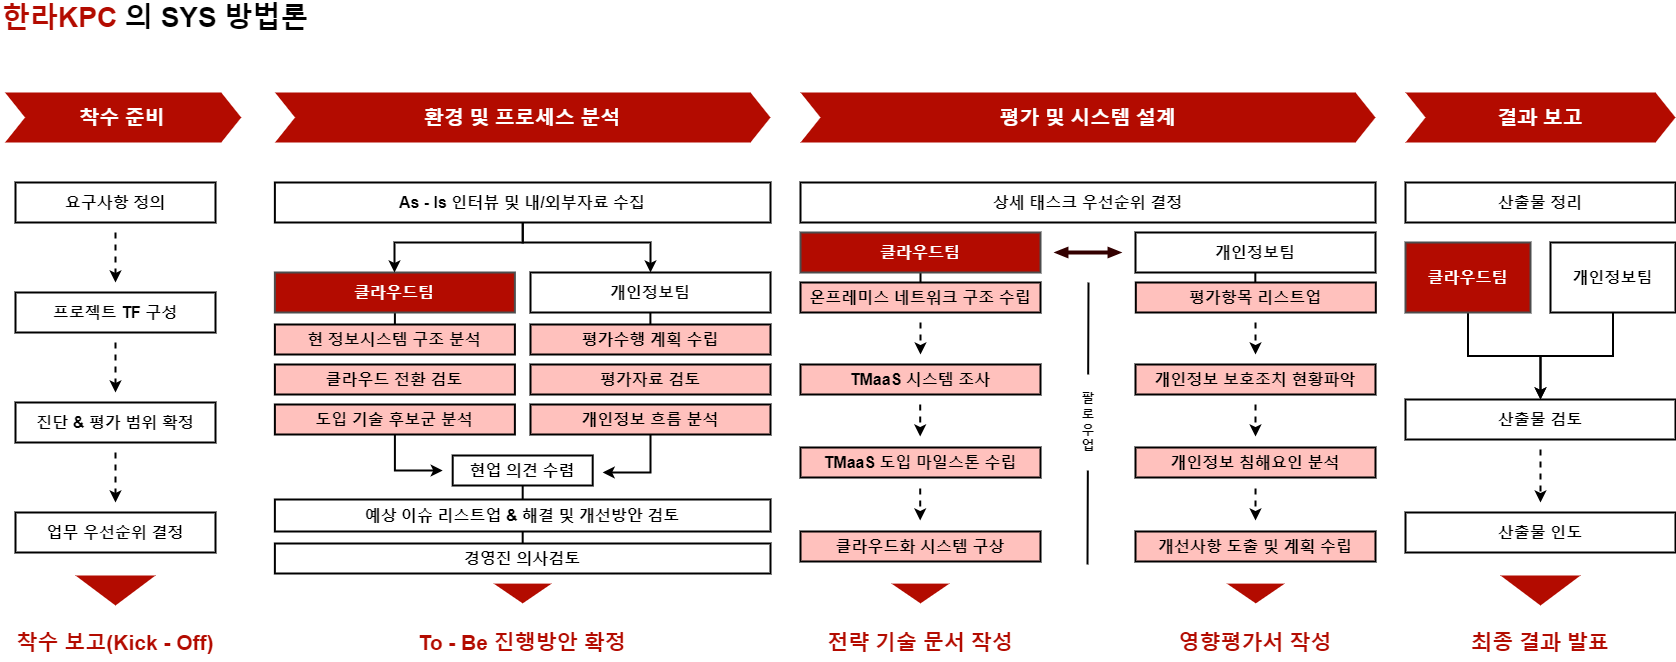 한라KPC 의 SYS 방법론
착수 준비
요구사항 정의
프로젝트 TF 구성
진단 & 평가 범위 확정
업무 우선순위 결정
착수 보고(Kick - Off)
환경 및 프로세스 분석
As - Is 인터뷰 및 내/외부자료 수집
클라우드팀
현 정보시스템 구조 분석
클라우드 전환 검토
도입 기술 후보군 분석
개인정보팀
평가수행 계획 수립
평가자료 검토
개인정보 흐름 분석
현업 의견 수렴
예상 이슈 리스트업 & 해결 및 개선방안 검토
경영진 의사검토
To - Be 진행방안 확정
평가 및 시스템 설계
상세 태스크 우선순위 결정
클라우드팀
온프레미스 네트워크 구조 수립
TMaaS 시스템 조사
TMaaS 도입 마일스톤 수립
클라우드화 시스템 구상
전략 기술 문서 작성
팔로우업
개인정보팀
평가항목 리스트업
개인정보 보호조치 현황파악
개인정보 침해요인 분석
개선사항 도출 및 계획 수립
영향평가서 작성
결과 보고
산출물 정리
클라우드팀
개인정보팀
산출물 검토
산출물 인도
최종 결과 발표